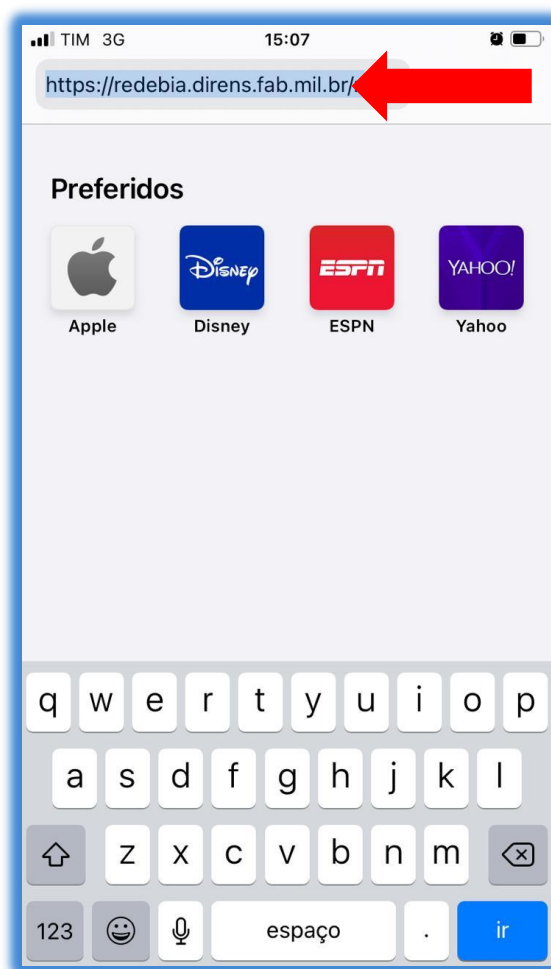 TIM 3G 15:07
https://redebia.direns.fab.mil.br/
Preferidos
Disney ESPN YAHOO!
Apple Disney ESPN Yahoo
q w e r t y u i o p
a s d f g h j k l
z x c v b n m
123 espaço . ir